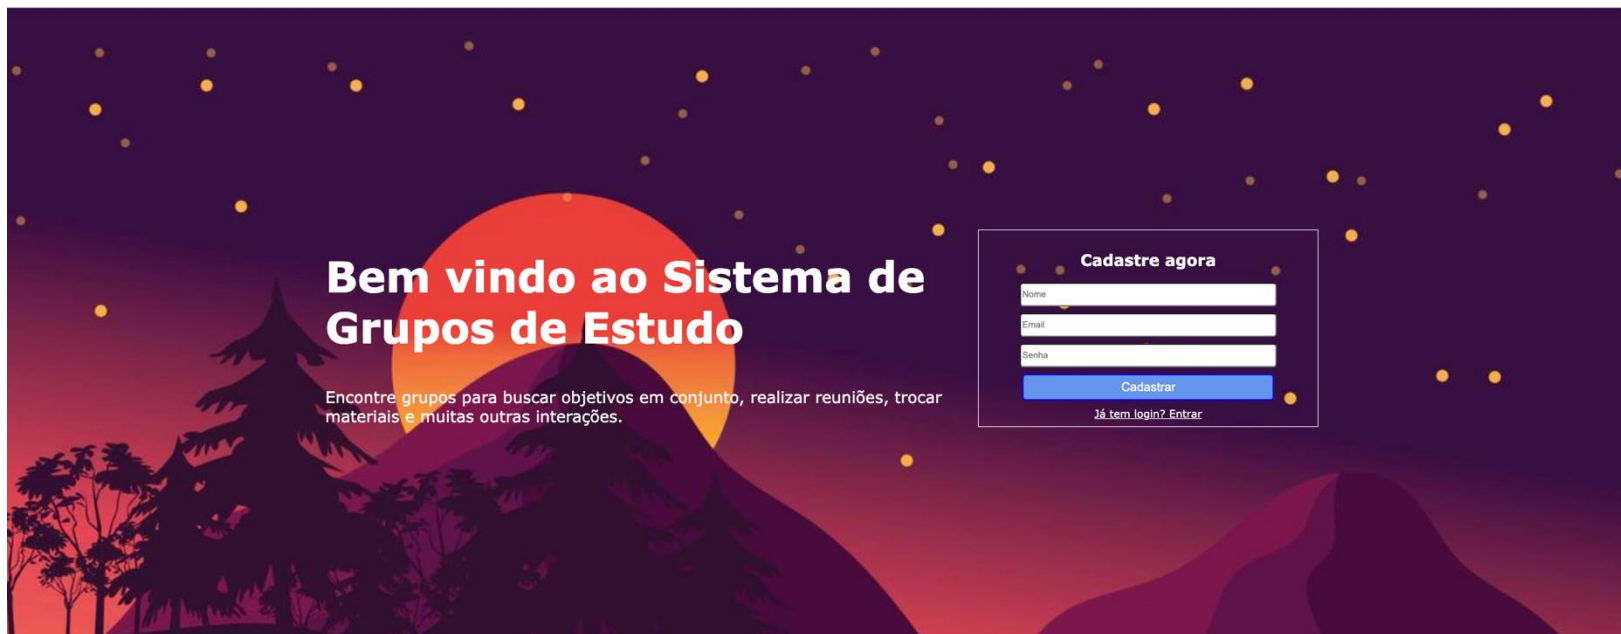 Bem vindo ao Sistema de
Grupos de Estudo
Encontre grupos para buscar objetivos em conjunto, realizar reuniões, trocar
materiais e muitas outras interações.
Cadastre agora
Nome
Email
Senha
Cadastrar
Já tem login? Entrar